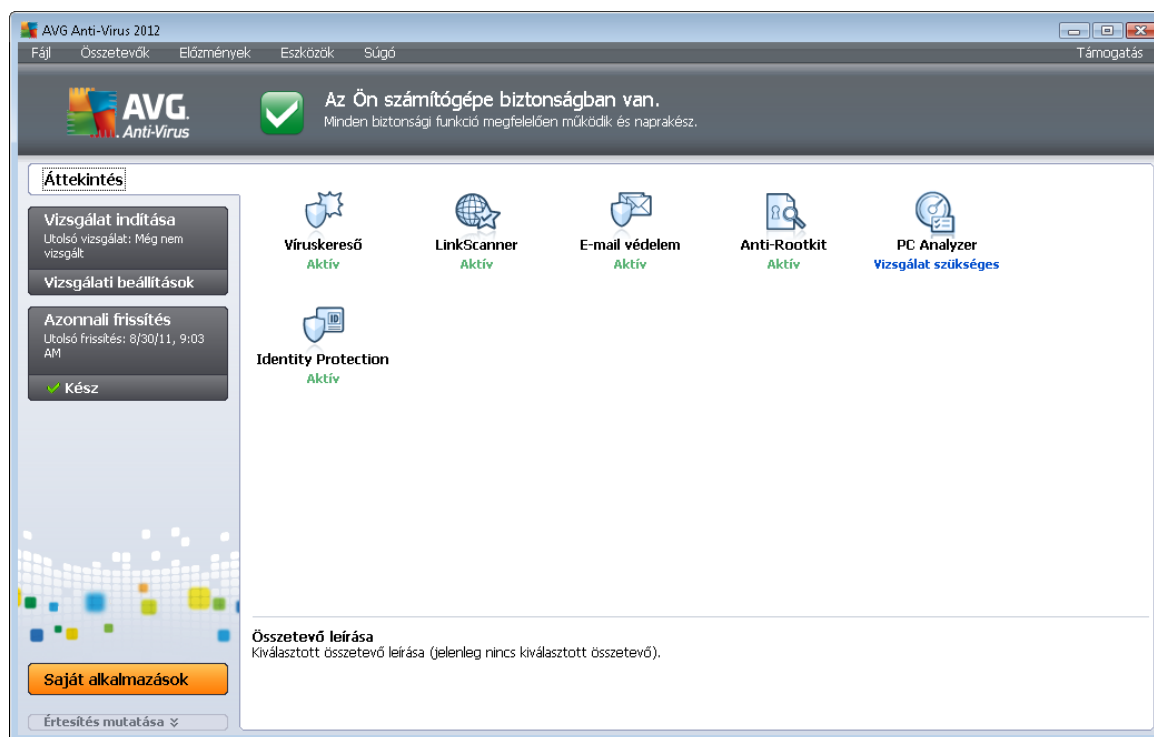 AVG Anti-Virus 2012
Fájl Összetevők Előzmények Eszközök Súgó Támogatás
AVG.
Anti-Virus
Az Ön számítógépe biztonságban van.
Minden biztonsági funkció megfelelően működik és naprakész.
Áttekintés
Vizsgálat indítása
Utolsó vizsgálat: Még nem
vizsgált
Vizsgálati beállítások
Azonnali frissítés
Utolsó frissítés: 8/30/11, 9:03
AM
Kész
Saját alkalmazások
Értesítés mutatása
Víruskereső
Aktív
LinkScanner
Aktív
E-mail védelem
Aktív
Anti-Rootkit
Aktív
PC Analyzer
Vizsgálat szükséges
ID
Identity Protection
Aktív
Összetevő leírása
Kiválasztott összetevő leírása (jelenleg nincs kiválasztott összetevő).